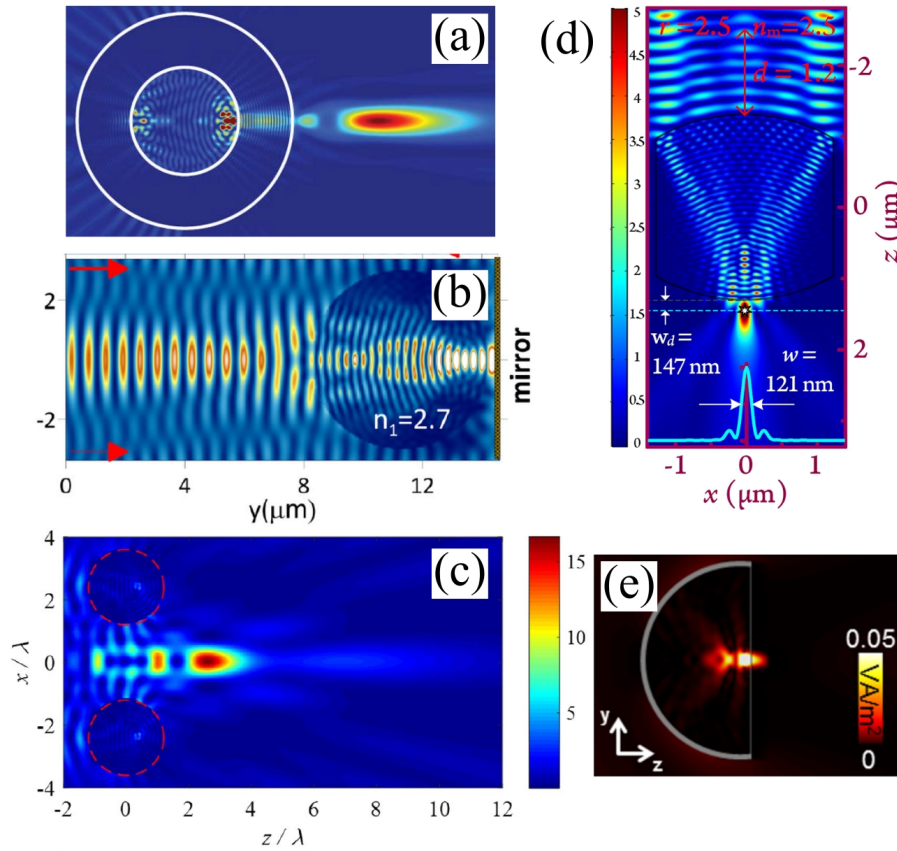 (a)
(b)
2
0
-2
n1=2.7
mirror
0
4
8
12
y(μm)
(c)
4
2
0
-2
-4
x / λ
-2
0
2
4
6
8
10
12
z / λ
15
10
5
(d)
5
4.5
4
3.5
3
2.5
2
1.5
1
0.5
0
r = 2.5 nm=2.5
d = 1.2
-2
0
2
z (μm)
wd =
147 nm
w =
121 nm
-1
0
1
x (μm)
(e)
0.05
VA/m²
0
y
z